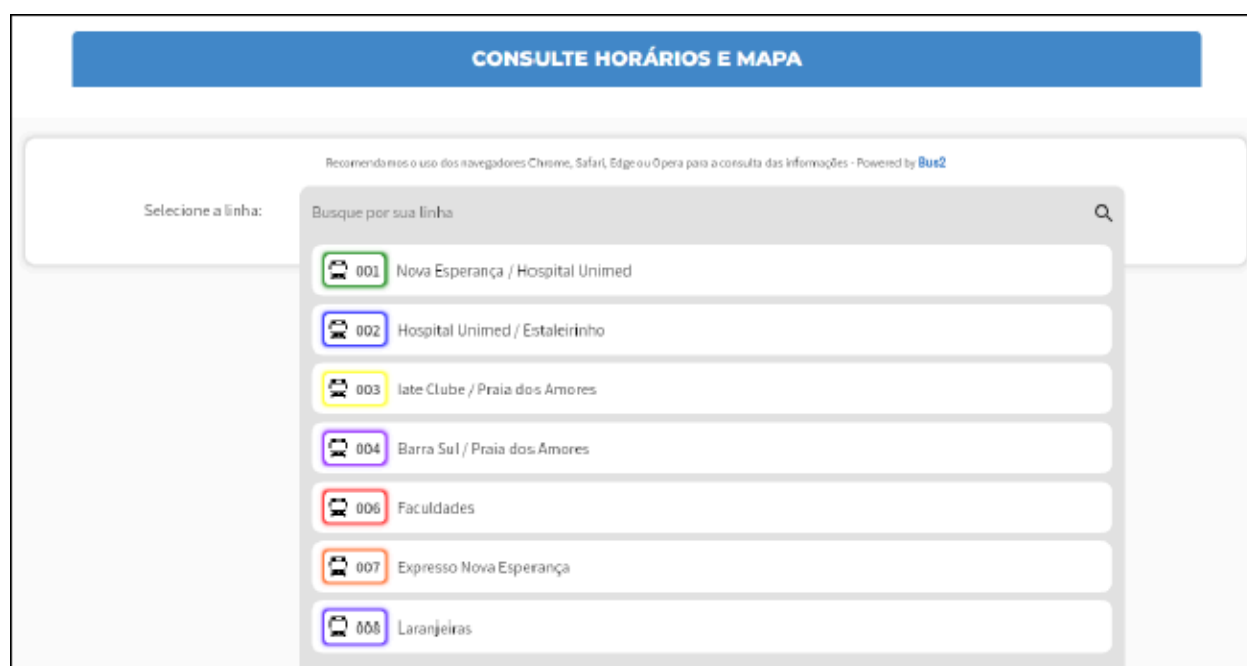 CONSULTE HORÁRIOS E MAPA
Recomendamos o uso dos navegadores Chrome, Safari, Edge ou Opera para a consulta das informações - Powered by Bus2
Selecione a linha:
Busque por sua linha
001 Nova Esperança / Hospital Unimed
002 Hospital Unimed / Estaleirinho
003 Iate Clube / Praia dos Amores
004 Barra Sul / Praia dos Amores
006 Faculdades
007 Expresso Nova Esperança
008 Laranjeiras